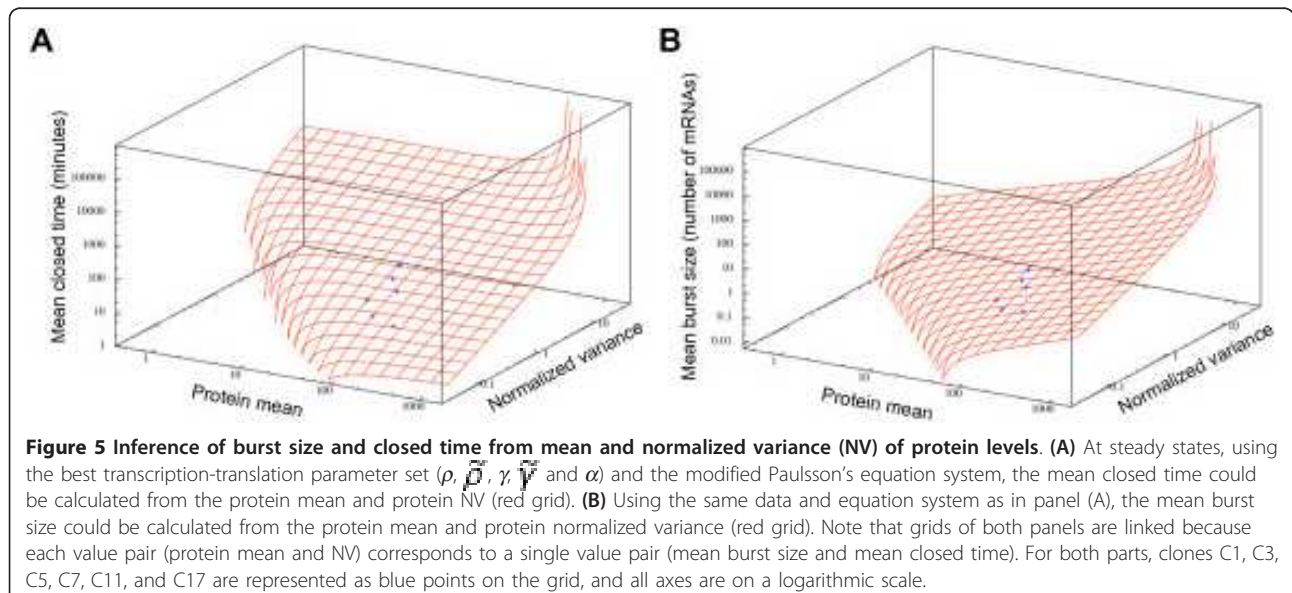 A
B
Mean closed time (minutes)
100000
10000
1000
100
10
1
1
10
100
1000
Protein mean
0.1
1
10
Normalized variance
Mean burst size (number of mRNAs)
100000
10000
1000
100
10
1
0.1
0.01
1
10
100
1000
Protein mean
0.1
1
10
Normalized variance
Figure 5 Inference of burst size and closed time from mean and normalized variance (NV) of protein levels. (A) At steady states, using
the best transcription-translation parameter set (ρ, ρ̃, γ, γ̃ and α) and the modified Paulsson's equation system, the mean closed time could
be calculated from the protein mean and protein NV (red grid). (B) Using the same data and equation system as in panel (A), the mean burst
size could be calculated from the protein mean and protein normalized variance (red grid). Note that grids of both panels are linked because
each value pair (protein mean and NV) corresponds to a single value pair (mean burst size and mean closed time). For both parts, clones C1, C3,
C5, C7, C11, and C17 are represented as blue points on the grid, and all axes are on a logarithmic scale.